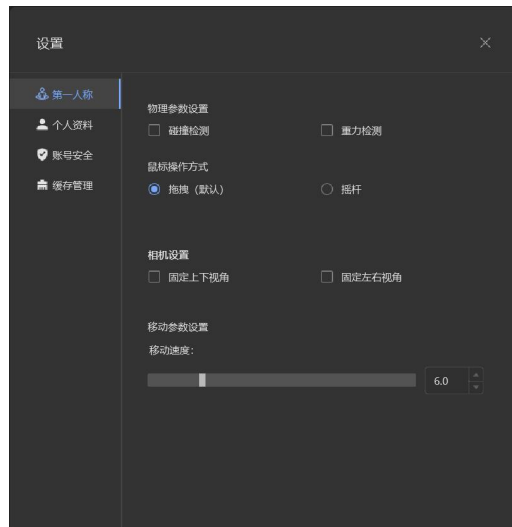 设置
第一人称
个人资料
账号安全
缓存管理
物理参数设置
碰撞检测 重力检测
鼠标操作方式
拖拽（默认） 摇杆
相机设置
固定上下视角 固定左右视角
移动参数设置
移动速度：
6.0